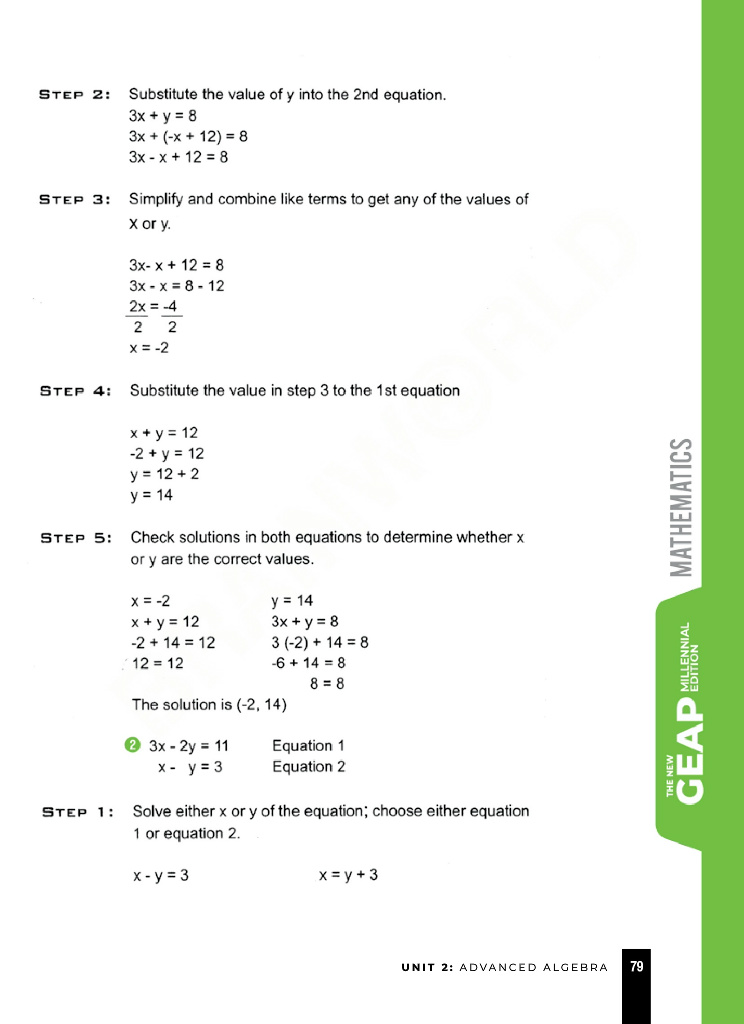 STEP 2: Substitute the value of y into the 2nd equation.
3x + y = 8
3x + (-x + 12) = 8
3x - x + 12 = 8
STEP 3: Simplify and combine like terms to get any of the values of
X or y.
3x- x + 12 = 8
3x - x = 8 - 12
2x = -4
2 2
x = -2
STEP 4: Substitute the value in step 3 to the 1st equation
x + y = 12
-2 + y = 12
y = 12 + 2
y = 14
STEP 5: Check solutions in both equations to determine whether x
or y are the correct values.
x = -2 y = 14
x + y = 12 3x + y = 8
-2 + 14 = 12 3 (-2) + 14 = 8
12 = 12 -6 + 14 = 8
8 = 8
The solution is (-2, 14)
2 3x - 2y = 11 Equation 1
x - y = 3 Equation 2
STEP 1: Solve either x or y of the equation; choose either equation
1 or equation 2.
x - y = 3 x = y + 3
MATHEMATICS
THE NEW
GEAP
MILLENNIAL
EDITION
UNIT 2: ADVANCED ALGEBRA 79